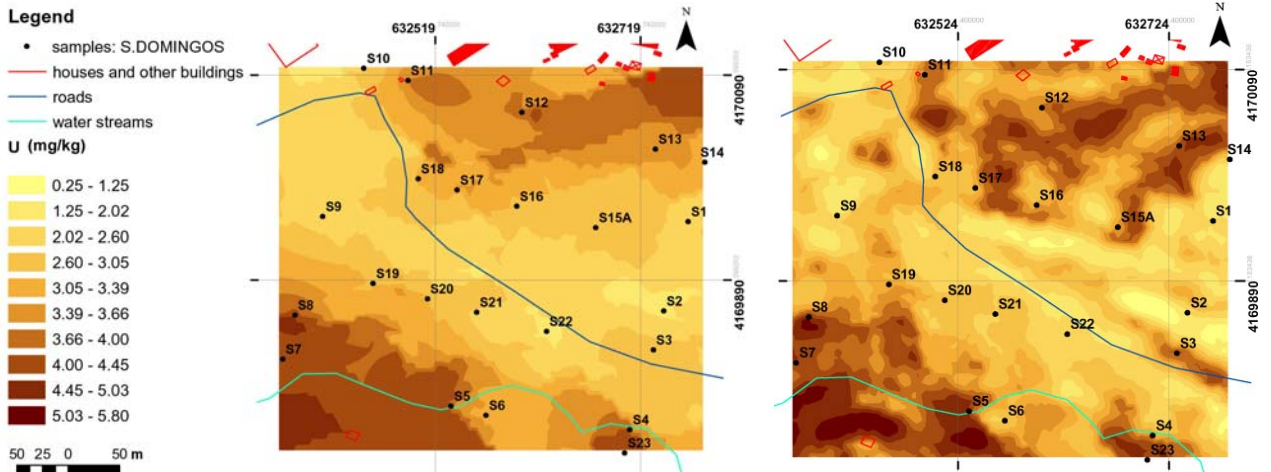 Legend
samples: S.DOMINGOS
houses and other buildings
roads
water streams
U (mg/kg)
0.25 - 1.25
1.25 - 2.02
2.02 - 2.60
2.60 - 3.05
3.05 - 3.39
3.39 - 3.66
3.66 - 4.00
4.00 - 4.45
4.45 - 5.03
5.03 - 5.80
50 25 0 50 m
632519
632719
N
4170090
4169890
S10
S11
S12
S13
S14
S18
S17
S16
S9
S15A
S1
S19
S20
S21
S8
S2
S22
S3
S7
S5
S6
S4
S23
632524
632724
N
4170090
4169890
S10
S11
S12
S13
S14
S18
S17
S16
S9
S15A
S1
S19
S20
S21
S8
S2
S22
S3
S7
S5
S6
S4
S23